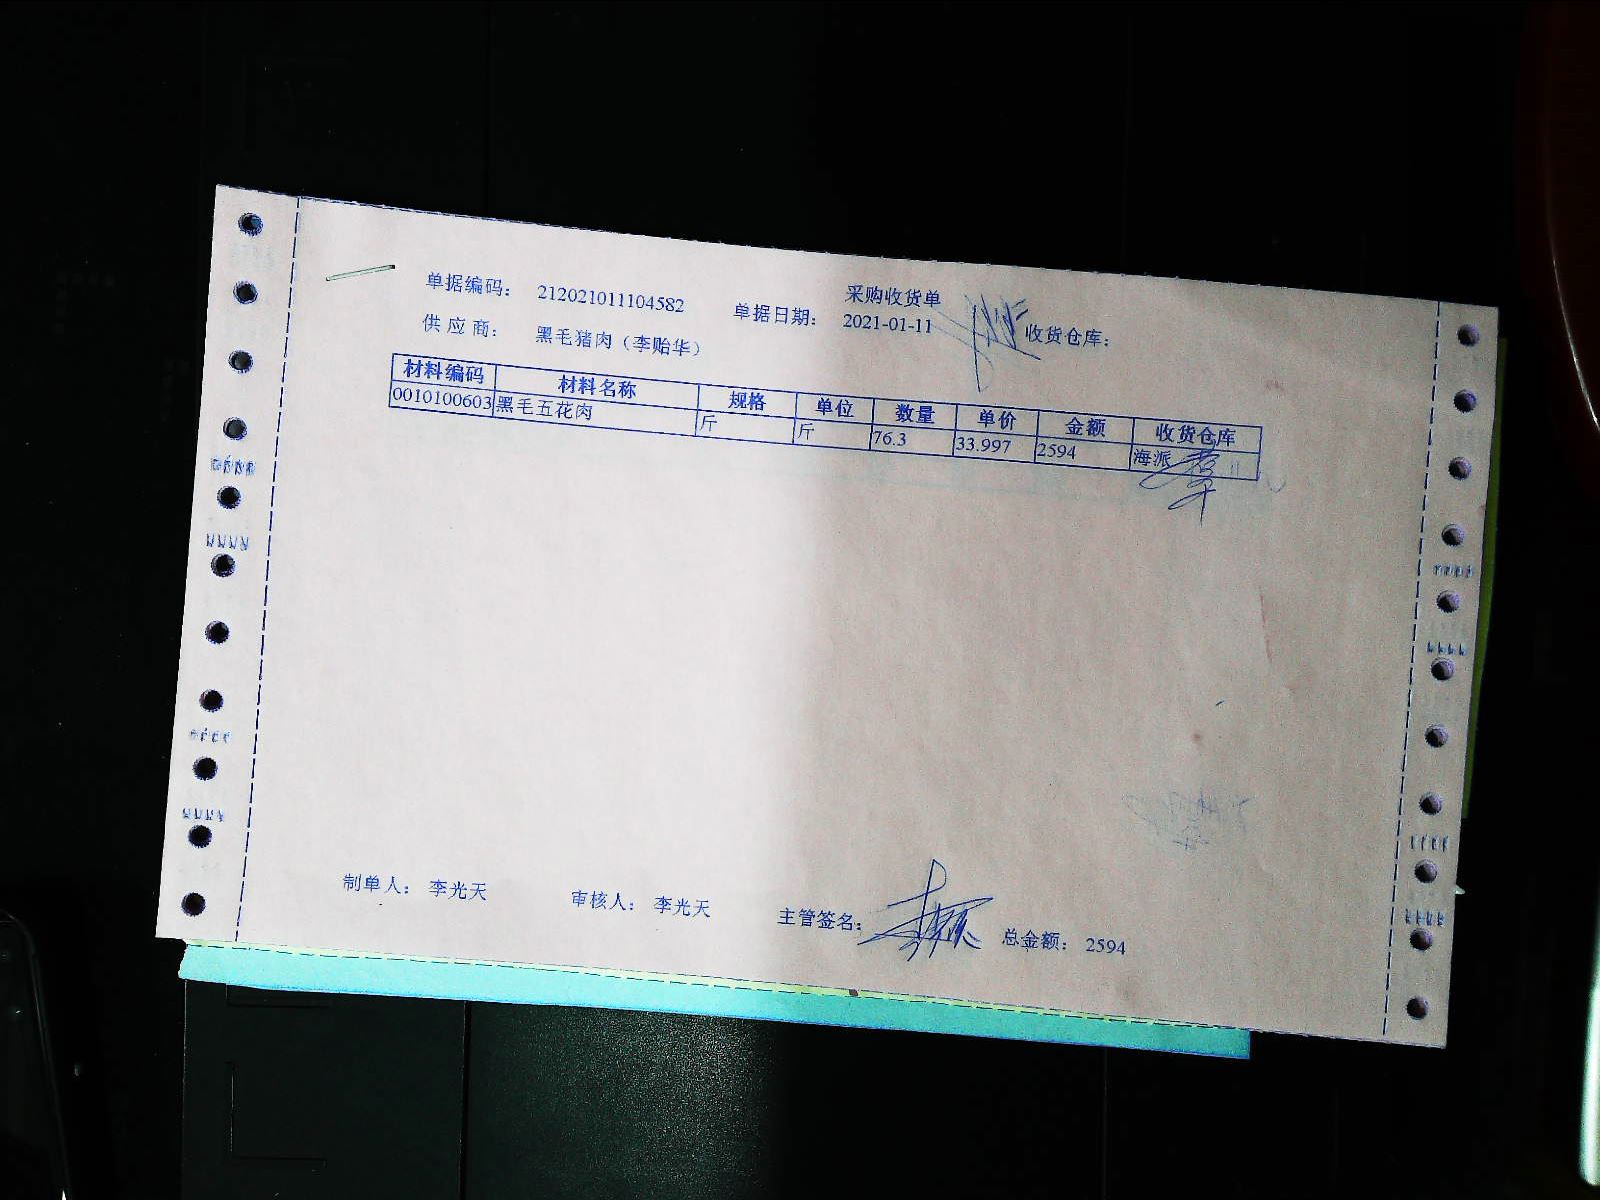 采购收货单
单据编码: 212021011104582 单据日期: 2021-01-11 收货仓库:
供应商: 黑毛猪肉（李贻华）
材料编码 材料名称 规格 单位 数量 单价 金额 收货仓库
0010100603 黑毛五花肉 斤 斤 76.3 33.997 2594 海派
制单人: 李光天 审核人: 李光天 主管签名: 总金额: 2594